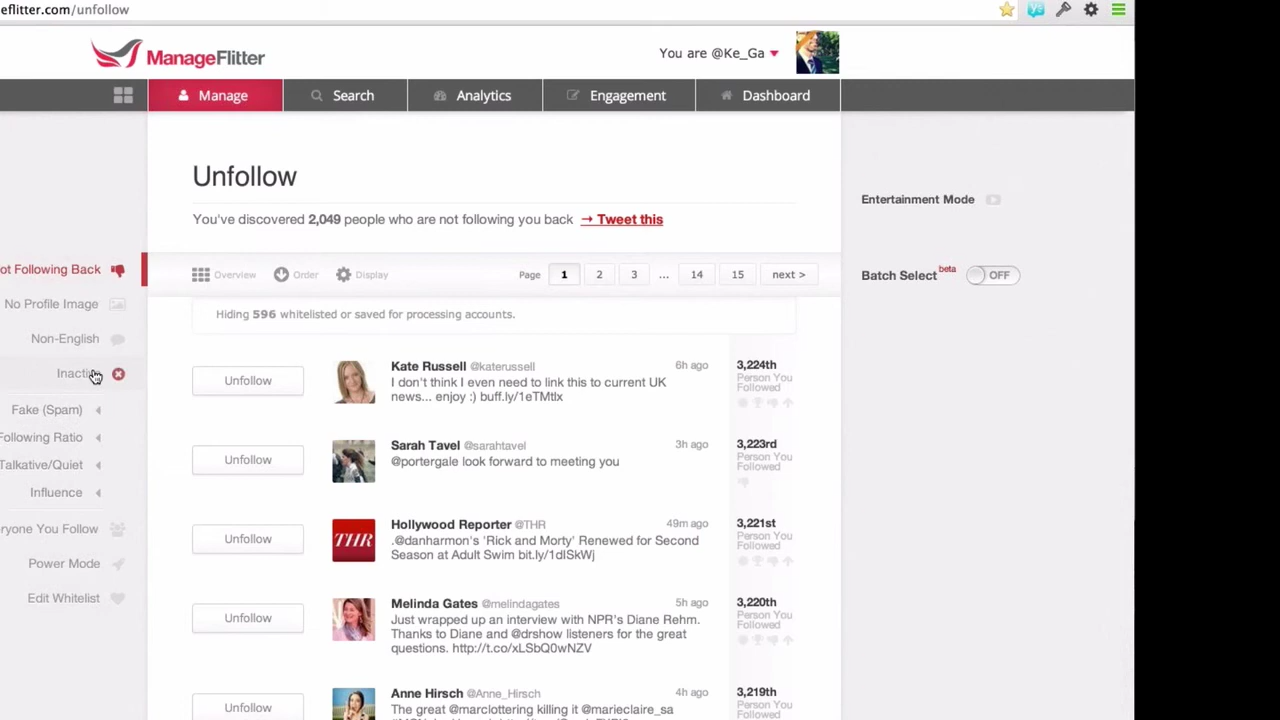 eflitter.com/unfollow
ManageFlitter
You are @Ke_Ga
Manage
Search
Analytics
Engagement
Dashboard
Unfollow
You've discovered 2,049 people who are not following you back → Tweet this
Entertainment Mode
Batch Select beta OFF
ot Following Back
No Profile Image
Non-English
Inacti
Fake (Spam)
Following Ratio
Talkative/Quiet
Influence
eryone You Follow
Power Mode
Edit Whitelist
Overview Order Display Page 1 2 3 ... 14 15 next >
Hiding 596 whitelisted or saved for processing accounts.
Unfollow
Kate Russell @katerussell 6h ago
I don't think I even need to link this to current UK
news... enjoy :) buff.ly/1eTMtlx
3,224th
Person You
Followed
Unfollow
Sarah Tavel @sarahtavel 3h ago
@portergale look forward to meeting you
3,223rd
Person You
Followed
Unfollow
THR
Hollywood Reporter @THR 49m ago
.@danharmon's 'Rick and Morty' Renewed for Second
Season at Adult Swim bit.ly/1dISkWj
3,221st
Person You
Followed
Unfollow
Melinda Gates @melindagates 5h ago
Just wrapped up an interview with NPR's Diane Rehm.
Thanks to Diane and @drshow listeners for the great
questions. http://t.co/xLSbQ0wNZV
3,220th
Person You
Followed
Unfollow
Anne Hirsch @Anne_Hirsch 4h ago
The great @marclottering killing it @marieclaire_sa
3,219th
Person You
Followed